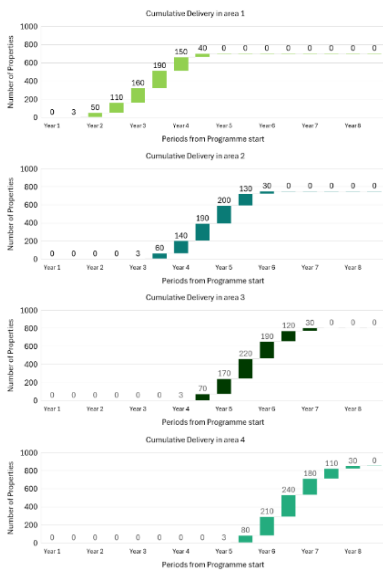 Cumulative Delivery in area 1
Number of Properties
1000
800
600
400
200
0
0 3 50 110 160 190 150 40 0 0 0 0 0 0 0 0
Year 1 Year 2 Year 3 Year 4 Year 5 Year 6 Year 7 Year 8
Periods from Programme start
Cumulative Delivery in area 2
Number of Properties
1000
800
600
400
200
0
0 0 0 0 3 60 140 190 200 130 30 0 0 0 0 0
Year 1 Year 2 Year 3 Year 4 Year 5 Year 6 Year 7 Year 8
Periods from Programme start
Cumulative Delivery in area 3
Number of Properties
1000
800
600
400
200
0
0 0 0 0 0 0 3 70 170 220 190 120 30 0 0 0
Year 1 Year 2 Year 3 Year 4 Year 5 Year 6 Year 7 Year 8
Periods from Programme start
Cumulative Delivery in area 4
Number of Properties
1000
800
600
400
200
0
0 0 0 0 0 0 0 0 3 80 210 240 180 110 30 0
Year 1 Year 2 Year 3 Year 4 Year 5 Year 6 Year 7 Year 8
Periods from Programme start